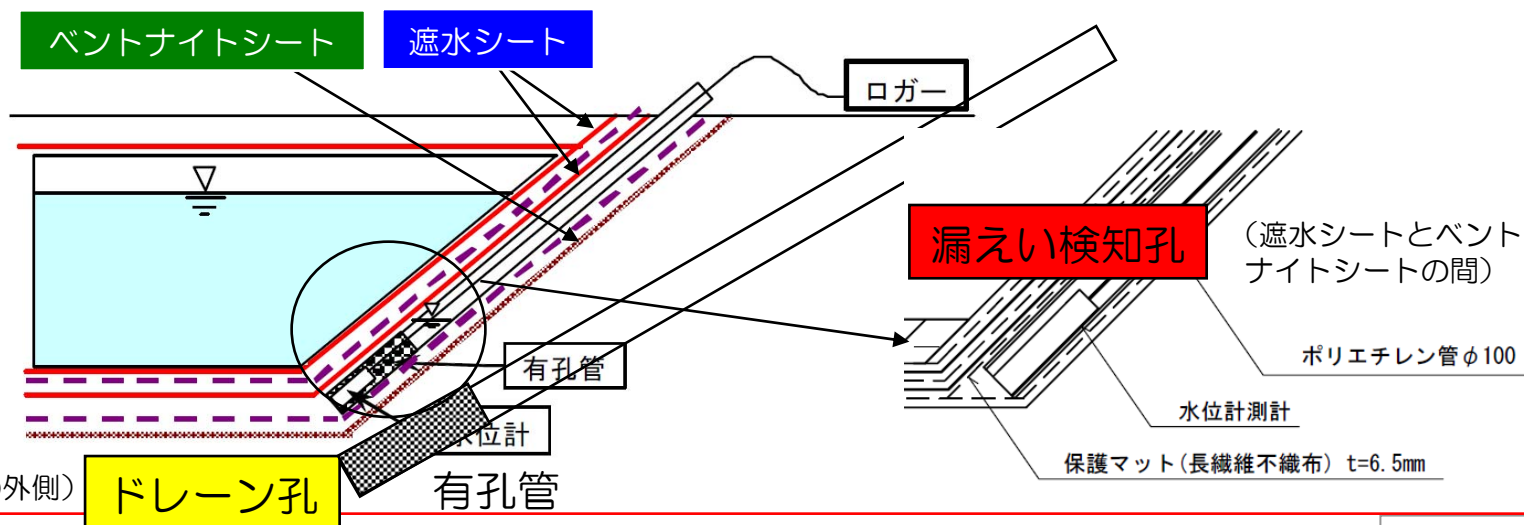 ベントナイトシート
遮水シート
ロガー
漏えい検知孔
（遮水シートとベント
ナイトシートの間）
有孔管
ポリエチレン管φ100
水位計測計
位計
保護マット(長繊維不織布) t=6.5mm
外側）
ドレーン孔
有孔管